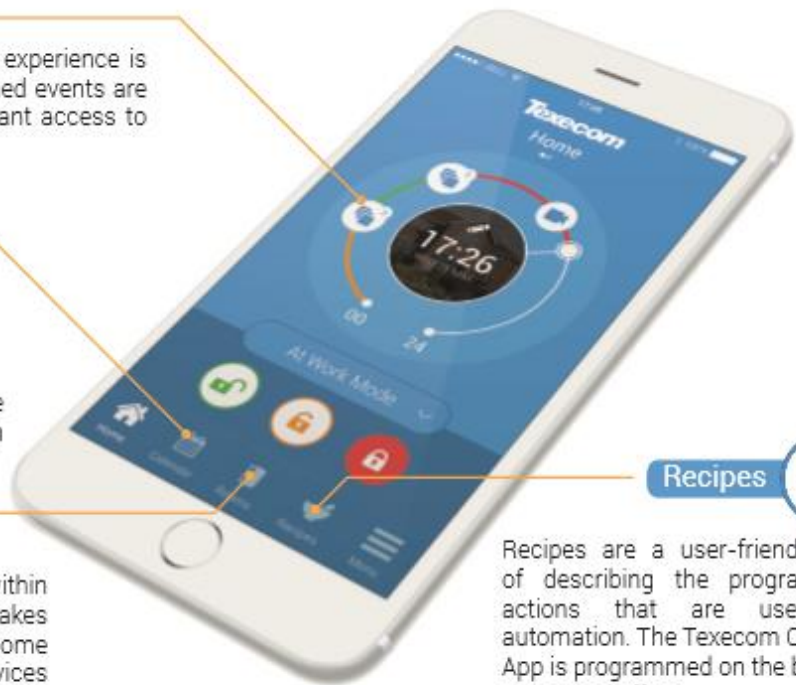 experience is
ed events are
ant access to
Texecom
Home
17:26
00
24
At Work Mode
Home
Calendar
Recipes
Menu
Recipes
ithin
akes
ome
vices
Recipes are a user-friend
of describing the progra
actions that are use
automation. The Texecom C
App is programmed on the b